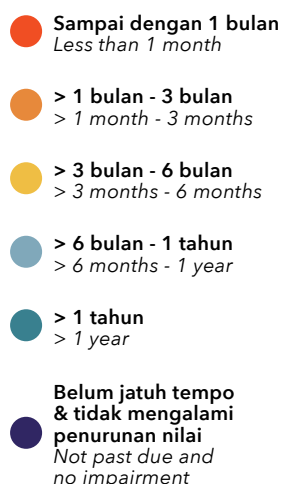 Sampai dengan 1 bulan
Less than 1 month
> 1 bulan - 3 bulan
> 1 month - 3 months
> 3 bulan - 6 bulan
> 3 months - 6 months
> 6 bulan - 1 tahun
> 6 months - 1 year
> 1 tahun
> 1 year
Belum jatuh tempo
& tidak mengalami
penurunan nilai
Not past due and
no impairment